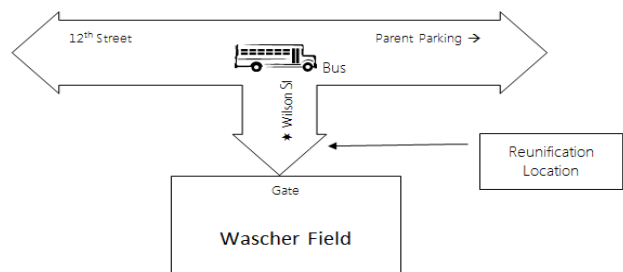 12th Street
Parent Parking →
Bus
★ Wilson St
Reunification
Location
Gate
Wascher Field